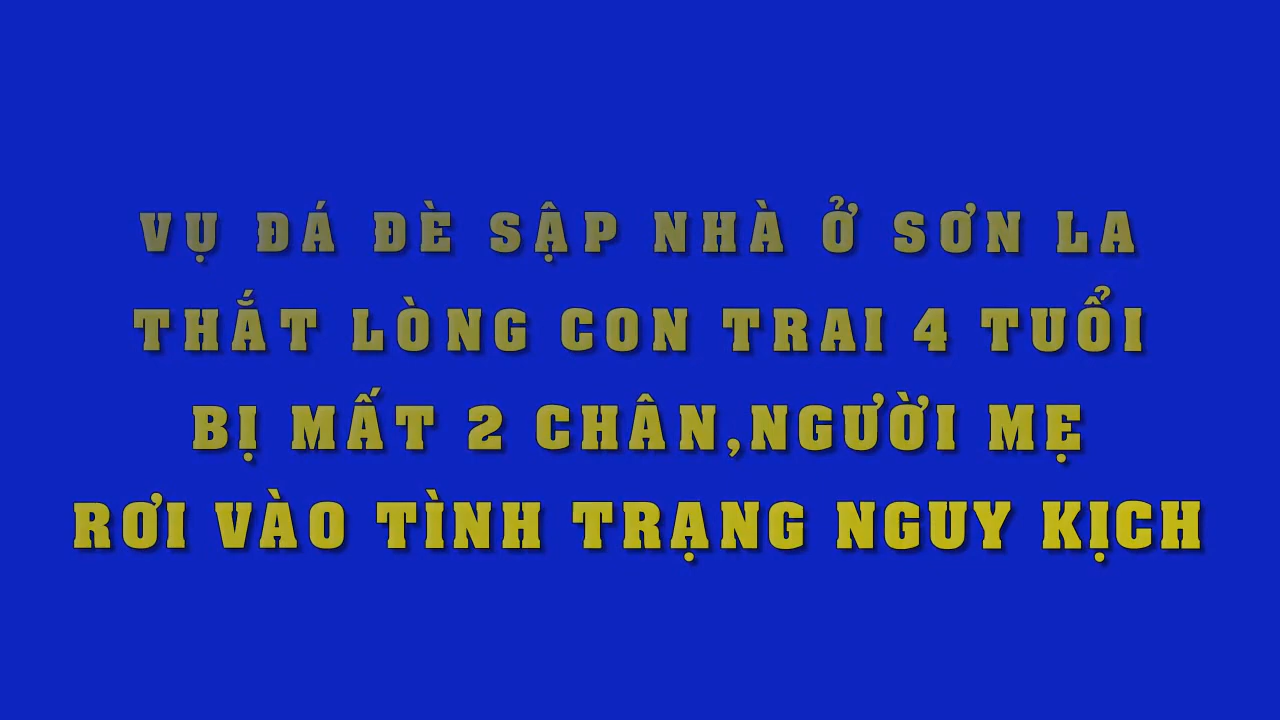 VỤ ĐÁ ĐÈ SẬP NHÀ Ở SƠN LA
THẮT LÒNG CON TRAI 4 TUỔI
BỊ MẤT 2 CHÂN,NGƯỜI MẸ
RƠI VÀO TÌNH TRẠNG NGUY KỊCH